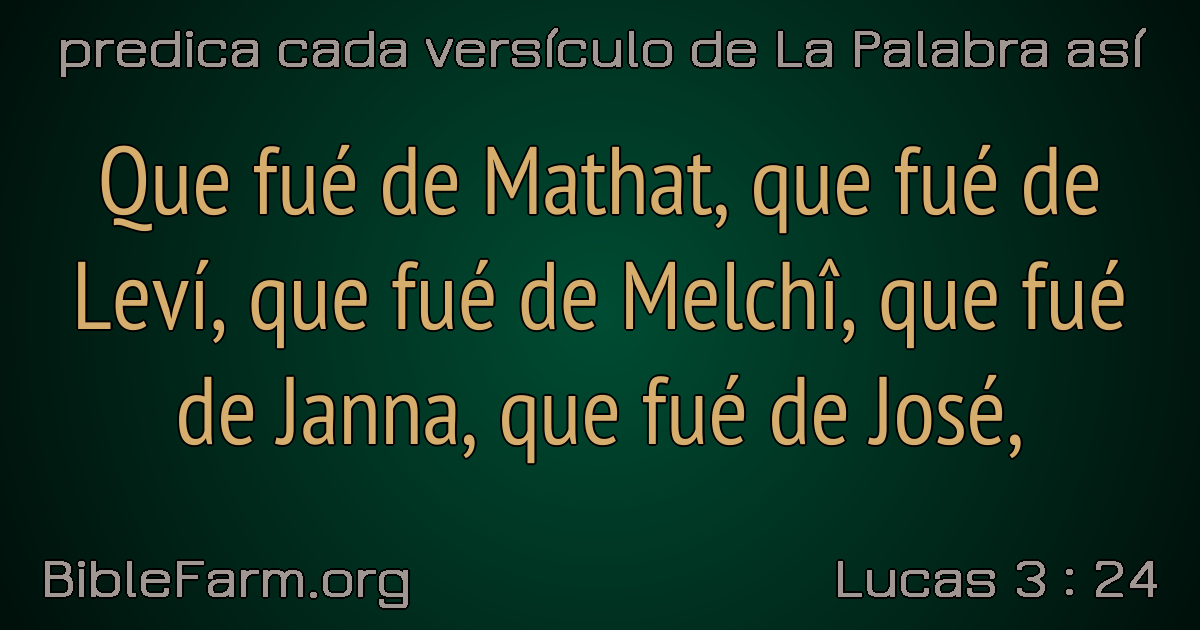 predica cada versículo de La Palabra así
Que fué de Mathat, que fué de
Leví, que fué de Melchî, que fué
de Janna, que fué de José,
BibleFarm.org
Lucas 3 : 24